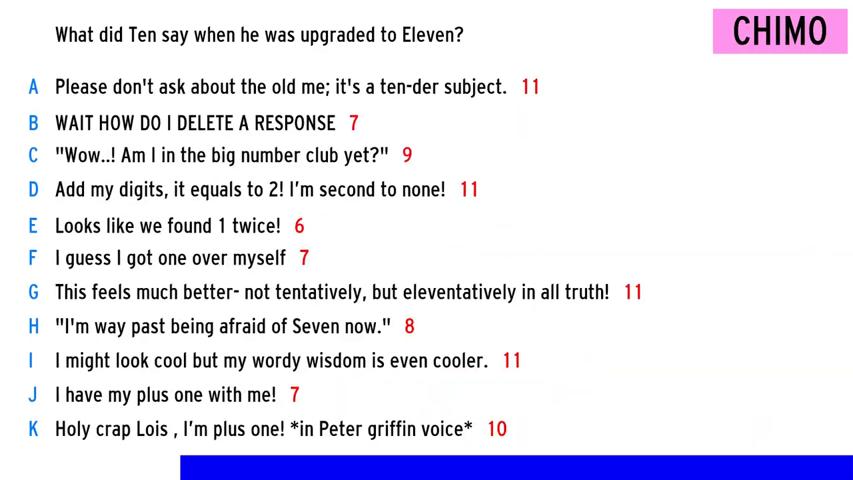 What did Ten say when he was upgraded to Eleven?
CHIMO
A Please don't ask about the old me; it's a ten-der subject. 11
B WAIT HOW DO I DELETE A RESPONSE 7
C "Wow..! Am I in the big number club yet?" 9
D Add my digits, it equals to 2! I'm second to none! 11
E Looks like we found 1 twice! 6
F I guess I got one over myself 7
G This feels much better- not tentatively, but eleventatively in all truth! 11
H "I'm way past being afraid of Seven now." 8
I I might look cool but my wordy wisdom is even cooler. 11
J I have my plus one with me! 7
K Holy crap Lois , I'm plus one! *in Peter griffin voice* 10